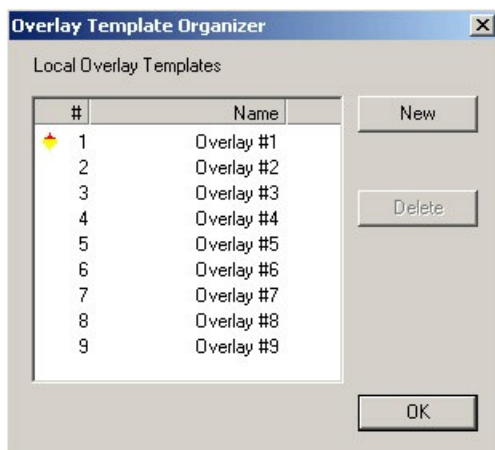 Overlay Template Organizer
Local Overlay Templates
# Name
1 Overlay #1
2 Overlay #2
3 Overlay #3
4 Overlay #4
5 Overlay #5
6 Overlay #6
7 Overlay #7
8 Overlay #8
9 Overlay #9
New
Delete
OK